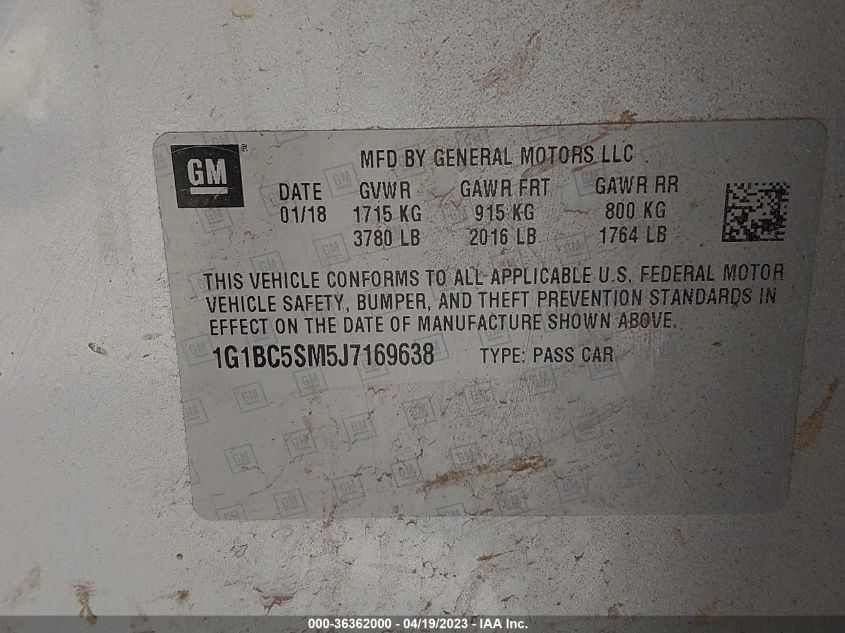 GM ®
MFD BY GENERAL MOTORS LLC
DATE GVWR GAWR FRT GAWR RR
01/18 1715 KG 915 KG 800 KG
3780 LB 2016 LB 1764 LB
THIS VEHICLE CONFORMS TO ALL APPLICABLE U.S. FEDERAL MOTOR
VEHICLE SAFETY, BUMPER, AND THEFT PREVENTION STANDARDS IN
EFFECT ON THE DATE OF MANUFACTURE SHOWN ABOVE.
1G1BC5SM5J7169638 TYPE: PASS CAR
000-36362000 - 04/19/2023 - IAA Inc.